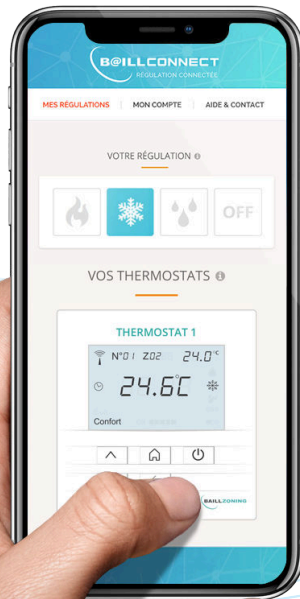 B@ILLCONNECT
RÉGULATION CONNECTÉE
MES RÉGULATIONS MON COMPTE AIDE & CONTACT
VOTRE RÉGULATION
OFF
VOS THERMOSTATS
THERMOSTAT 1
N°01 Z02 24.0°C
24.6°C
Confort
BAILLZONING